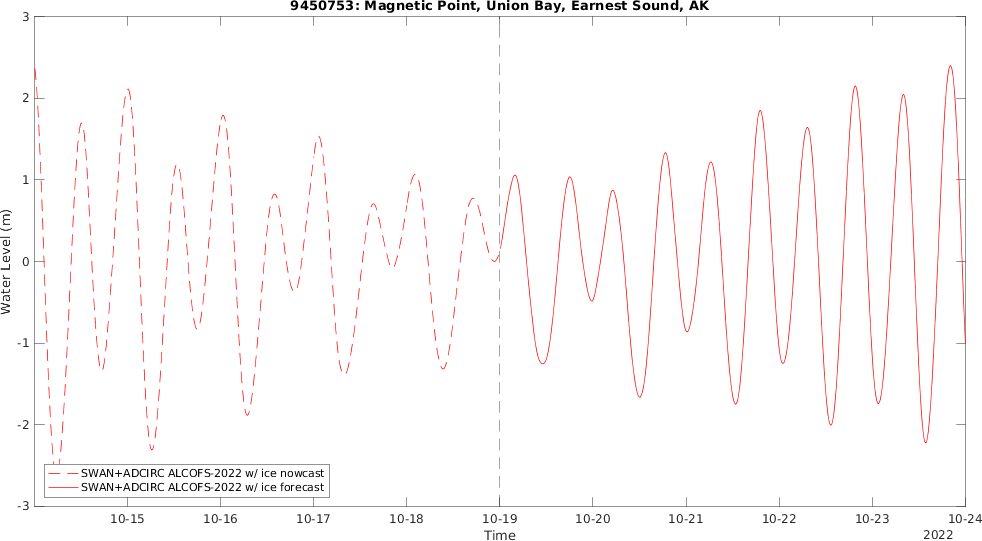 9450753: Magnetic Point, Union Bay, Earnest Sound, AK
3
2
1
0
-1
-2
-3
Water Level (m)
SWAN+ADCIRC ALCOFS-2022 w/ ice nowcast
SWAN+ADCIRC ALCOFS-2022 w/ ice forecast
10-15 10-16 10-17 10-18 10-19 10-20 10-21 10-22 10-23 10-24
Time
2022